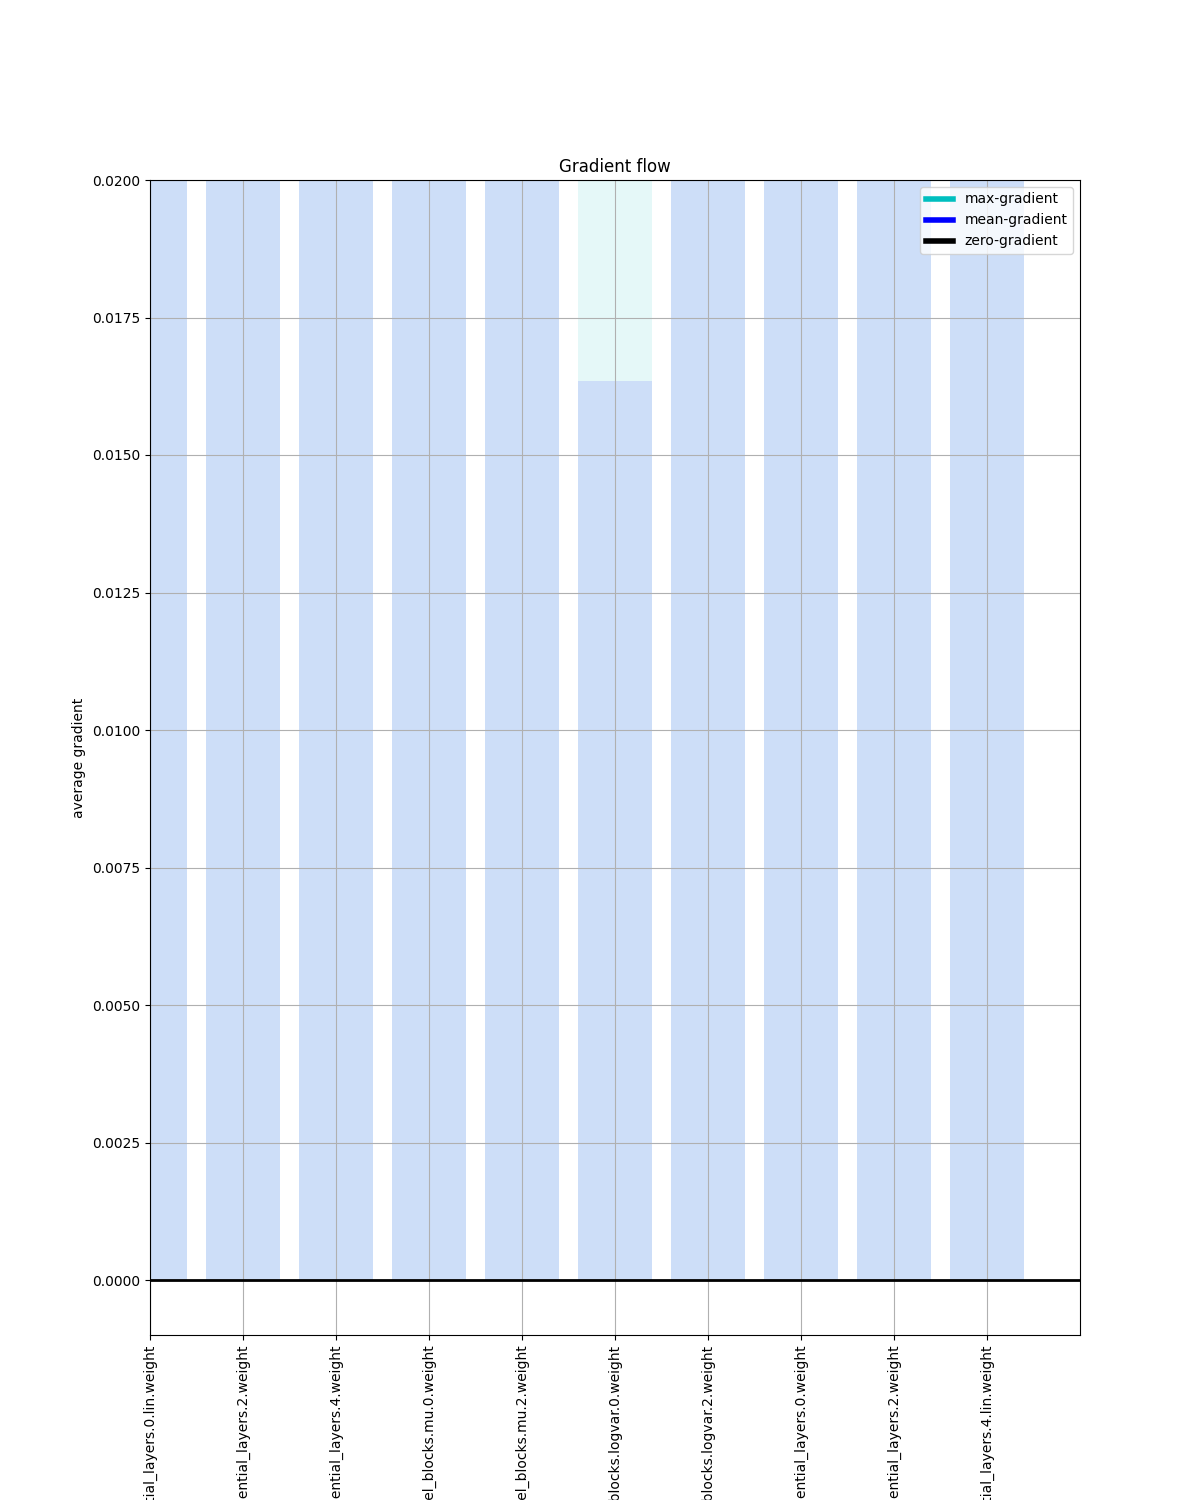 Gradient flow
max-gradient
mean-gradient
zero-gradient
average gradient
0.0200
0.0175
0.0150
0.0125
0.0100
0.0075
0.0050
0.0025
0.0000
tial_layers.0.lin.weight
ential_layers.2.weight
ential_layers.4.weight
el_blocks.mu.0.weight
el_blocks.mu.2.weight
blocks.logvar.0.weight
blocks.logvar.2.weight
ential_layers.0.weight
ential_layers.2.weight
tial_layers.4.lin.weight